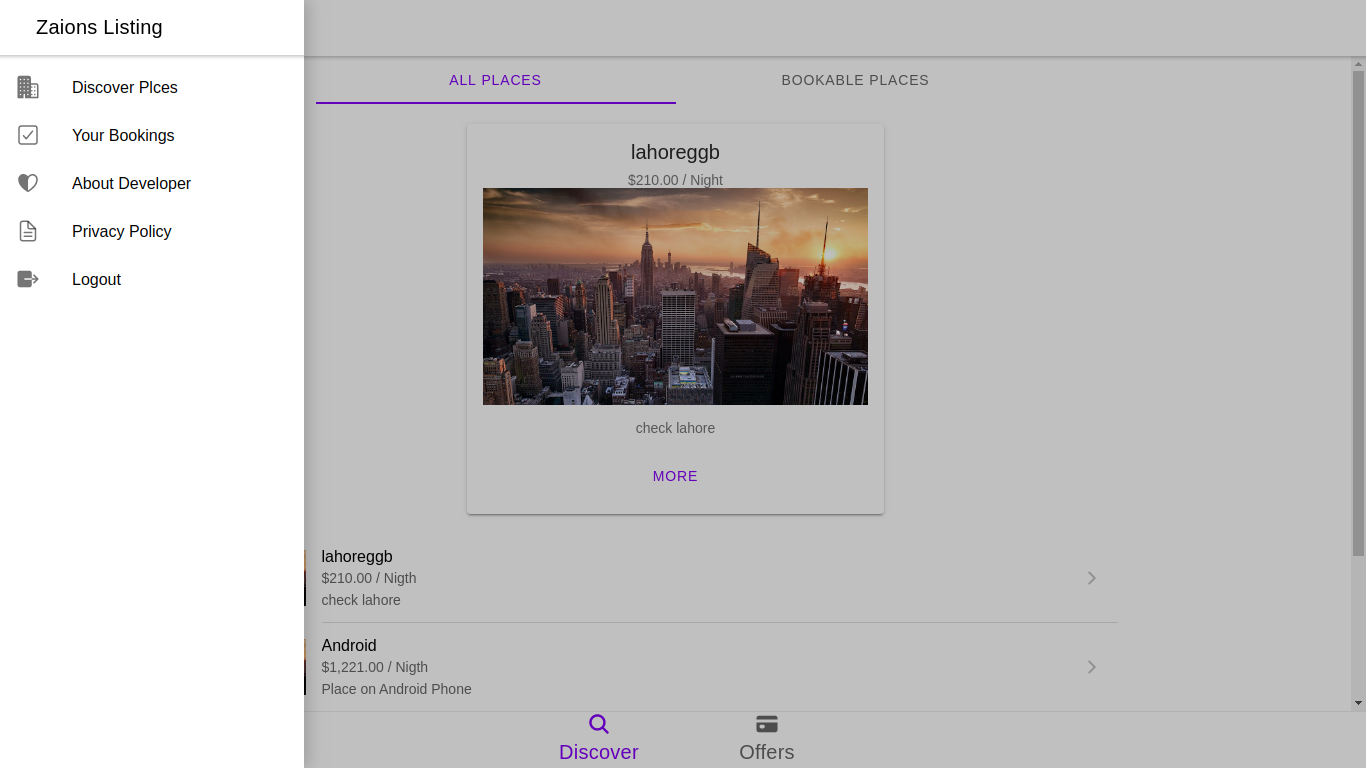 Zaions Listing
Discover Plces
Your Bookings
About Developer
Privacy Policy
Logout
ALL PLACES
BOOKABLE PLACES
lahoreggb
$210.00 / Night
check lahore
MORE
lahoreggb
$210.00 / Nigth
check lahore
Android
$1,221.00 / Nigth
Place on Android Phone
Discover
Offers